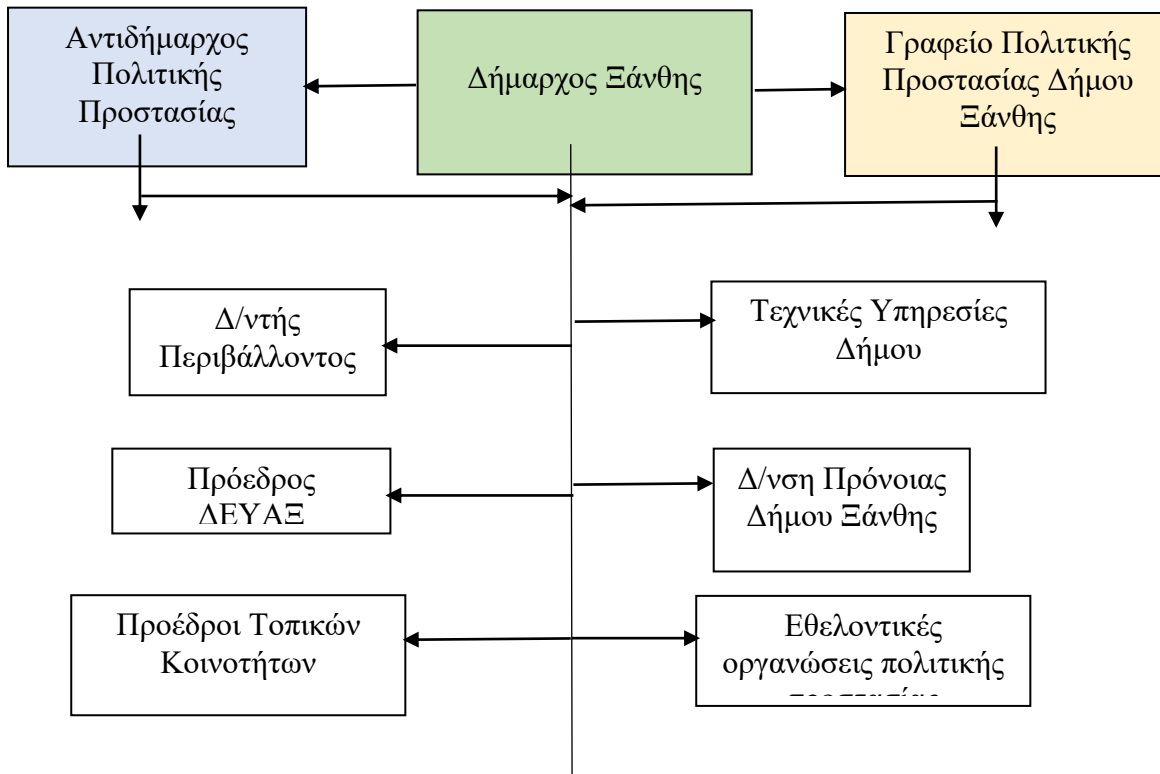 Αντιδήμαρχος
Πολιτικής
Προστασίας
Δήμαρχος Ξάνθης
Γραφείο Πολιτικής
Προστασίας Δήμου
Ξάνθης
Δ/ντής
Περιβάλλοντος
Τεχνικές Υπηρεσίες
Δήμου
Πρόεδρος
ΔΕΥΑΞ
Δ/νση Πρόνοιας
Δήμου Ξάνθης
Προέδροι Τοπικών
Κοινοτήτων
Εθελοντικές
οργανώσεις πολιτικής